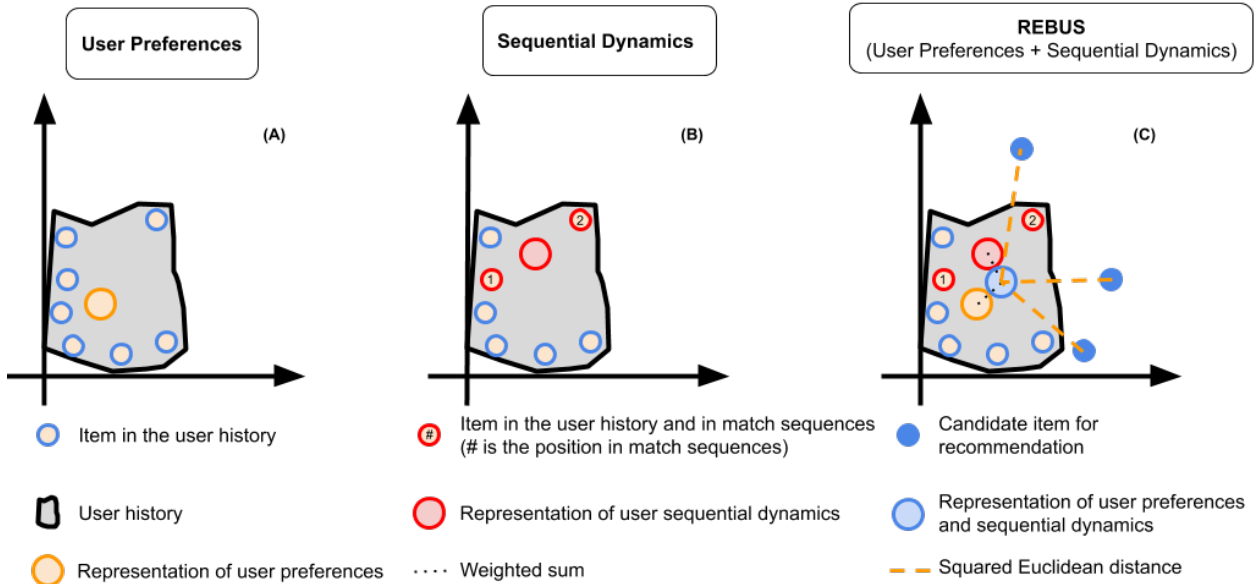 User Preferences
Sequential Dynamics
REBUS
(User Preferences + Sequential Dynamics)
(A)
(B)
(C)
2
2
1
1
Item in the user history
#
Item in the user history and in match sequences
(# is the position in match sequences)
Candidate item for
recommendation
User history
Representation of user sequential dynamics
Representation of user preferences
and sequential dynamics
Representation of user preferences
Weighted sum
Squared Euclidean distance